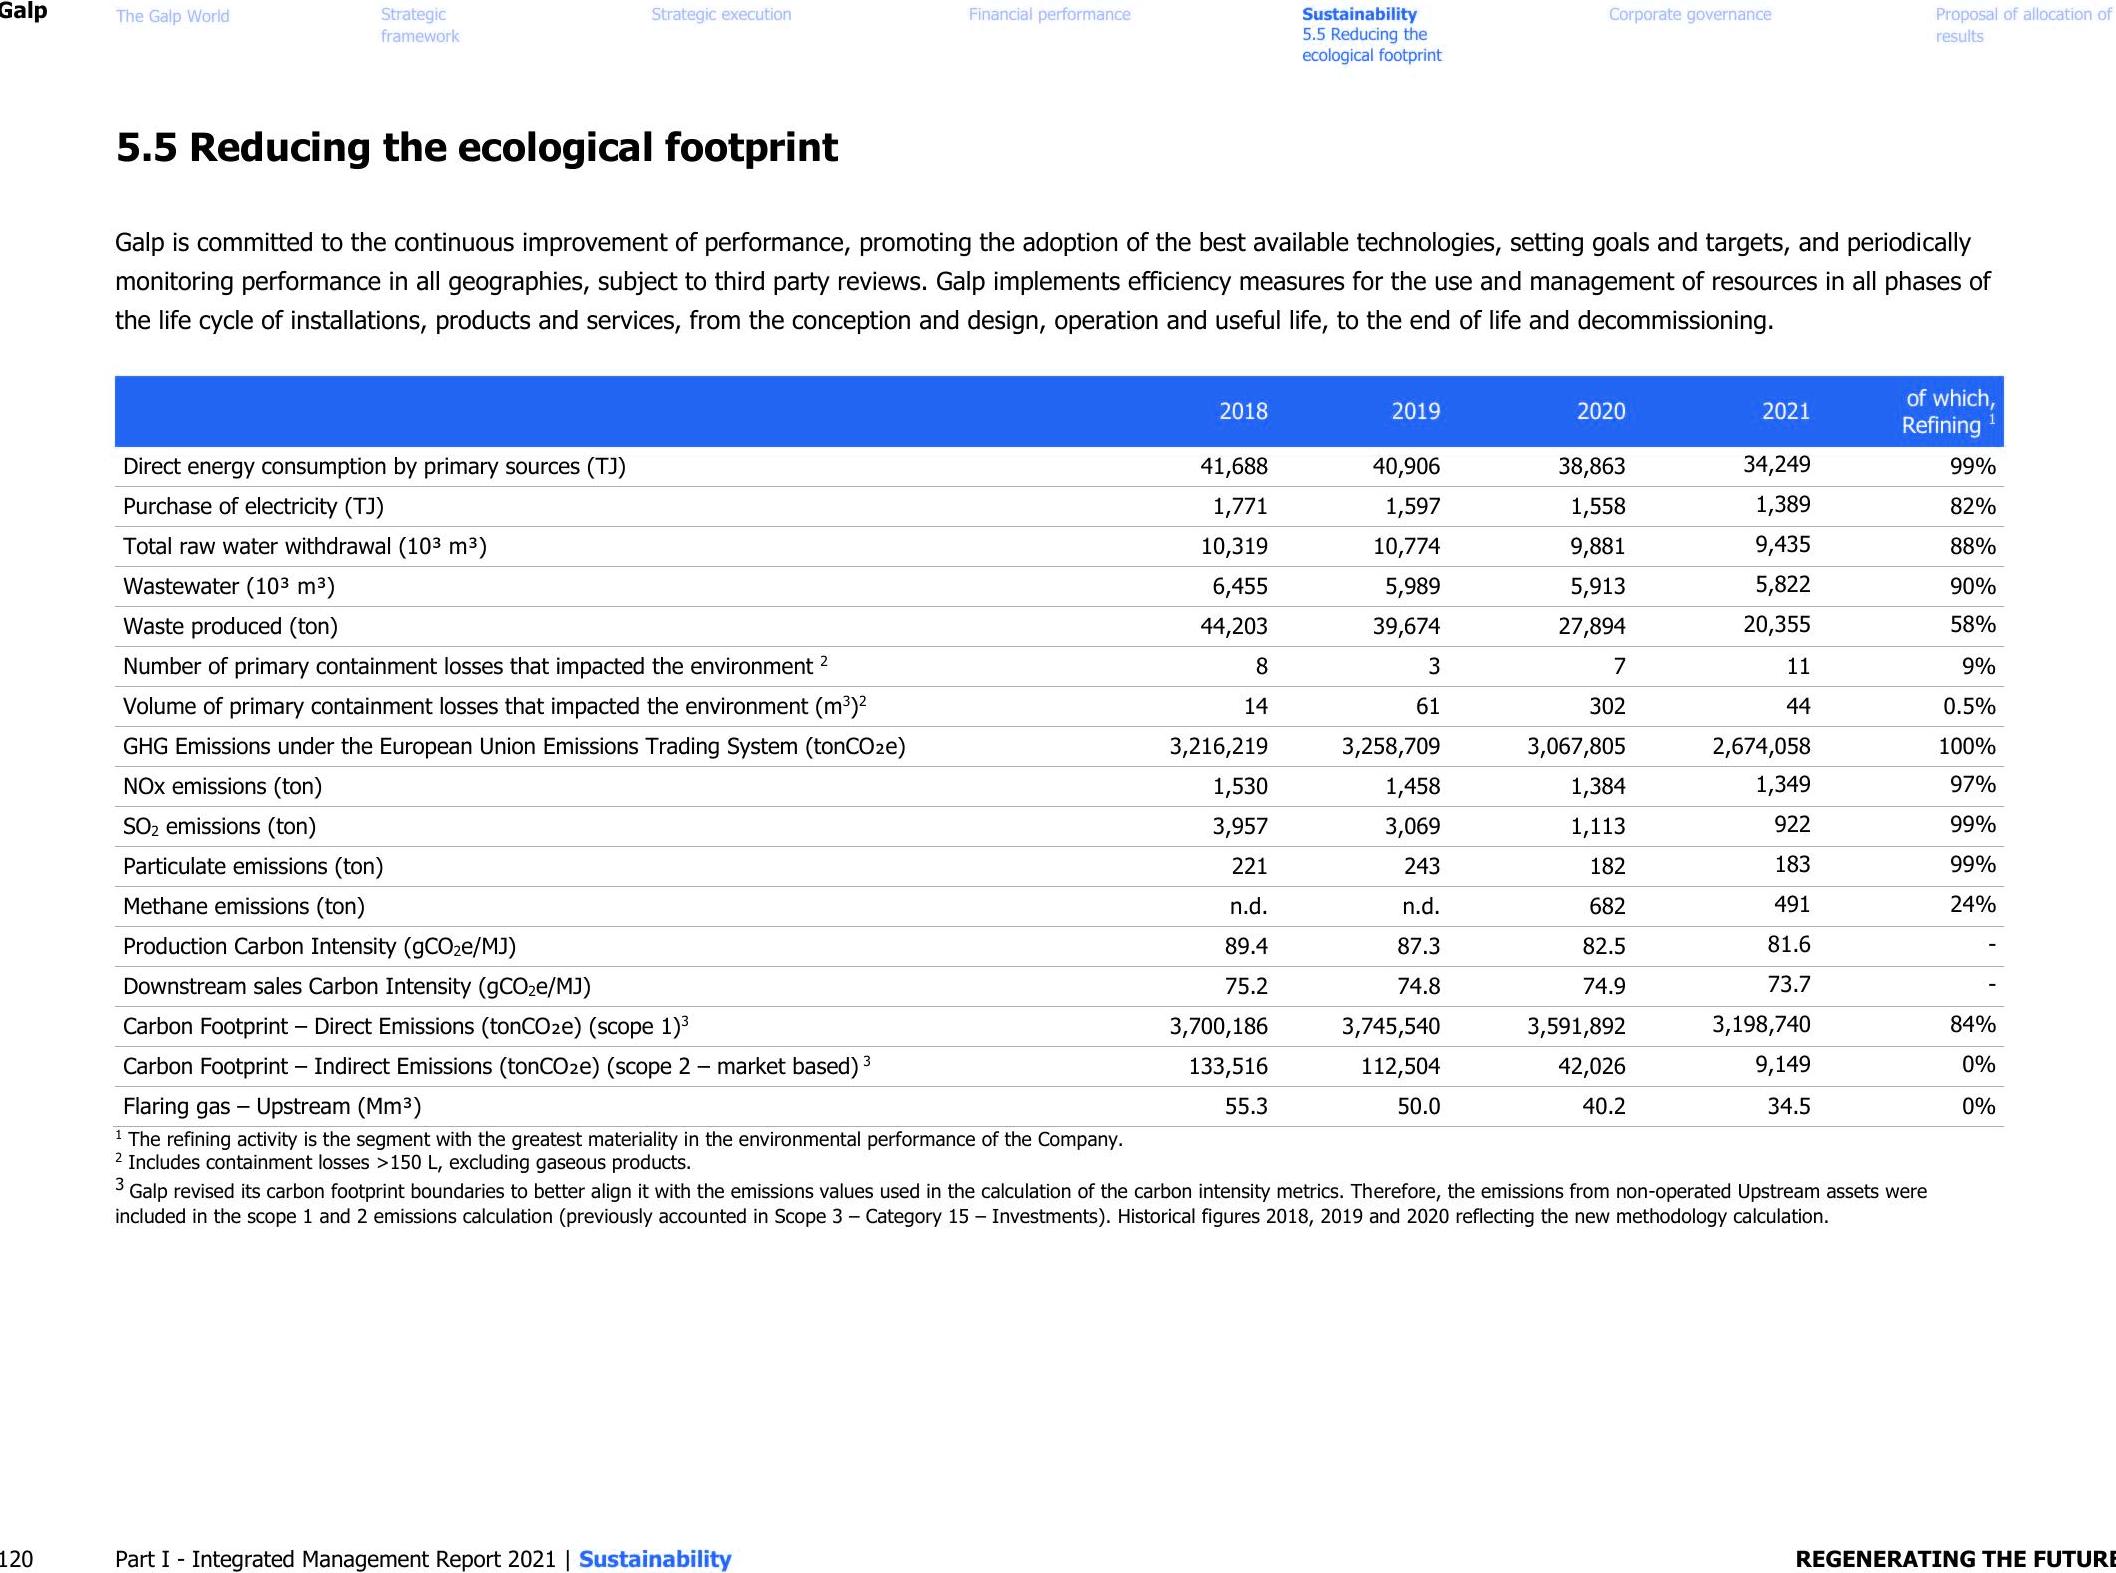 Galp
The Galp World
Strategic
framework
Strategic execution
Financial performance
Sustainability
5.5 Reducing the
ecological footprint
Corporate governance
Proposal of allocation of
results
5.5 Reducing the ecological footprint
Galp is committed to the continuous improvement of performance, promoting the adoption of the best available technologies, setting goals and targets, and periodically
monitoring performance in all geographies, subject to third party reviews. Galp implements efficiency measures for the use and management of resources in all phases of
the life cycle of installations, products and services, from the conception and design, operation and useful life, to the end of life and decommissioning.
2018 2019 2020 2021 of which,
Refining ¹
Direct energy consumption by primary sources (TJ) 41,688 40,906 38,863 34,249 99%
Purchase of electricity (TJ) 1,771 1,597 1,558 1,389 82%
Total raw water withdrawal (10³ m³) 10,319 10,774 9,881 9,435 88%
Wastewater (10³ m³) 6,455 5,989 5,913 5,822 90%
Waste produced (ton) 44,203 39,674 27,894 20,355 58%
Number of primary containment losses that impacted the environment ² 8 3 7 11 9%
Volume of primary containment losses that impacted the environment (m³)² 14 61 302 44 0.5%
GHG Emissions under the European Union Emissions Trading System (tonCO₂e) 3,216,219 3,258,709 3,067,805 2,674,058 100%
NOx emissions (ton) 1,530 1,458 1,384 1,349 97%
SO₂ emissions (ton) 3,957 3,069 1,113 922 99%
Particulate emissions (ton) 221 243 182 183 99%
Methane emissions (ton) n.d. n.d. 682 491 24%
Production Carbon Intensity (gCO₂e/MJ) 89.4 87.3 82.5 81.6 -
Downstream sales Carbon Intensity (gCO₂e/MJ) 75.2 74.8 74.9 73.7 -
Carbon Footprint – Direct Emissions (tonCO₂e) (scope 1)³ 3,700,186 3,745,540 3,591,892 3,198,740 84%
Carbon Footprint – Indirect Emissions (tonCO₂e) (scope 2 – market based) ³ 133,516 112,504 42,026 9,149 0%
Flaring gas – Upstream (Mm³) 55.3 50.0 40.2 34.5 0%
¹ The refining activity is the segment with the greatest materiality in the environmental performance of the Company.
² Includes containment losses >150 L, excluding gaseous products.
³ Galp revised its carbon footprint boundaries to better align it with the emissions values used in the calculation of the carbon intensity metrics. Therefore, the emissions from non-operated Upstream assets were
included in the scope 1 and 2 emissions calculation (previously accounted in Scope 3 – Category 15 – Investments). Historical figures 2018, 2019 and 2020 reflecting the new methodology calculation.
120 Part I - Integrated Management Report 2021 | Sustainability REGENERATING THE FUTURE